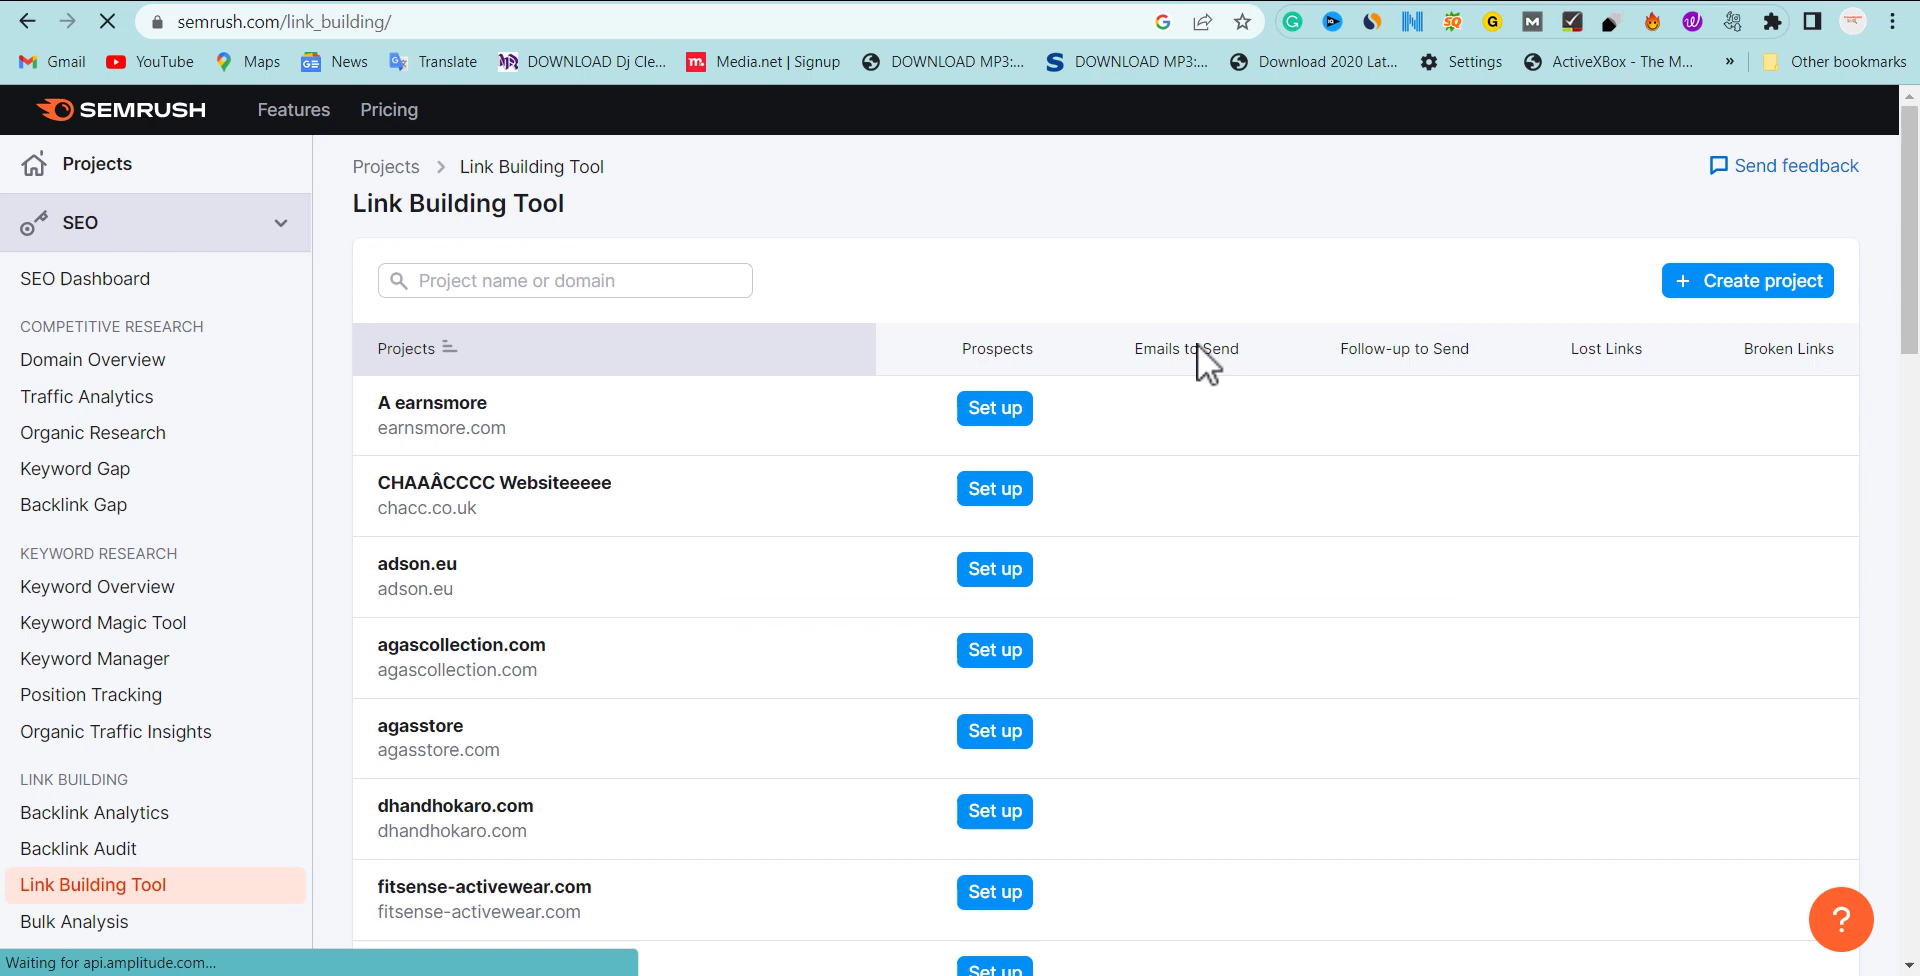 semrush.com/link_building/
Gmail YouTube Maps News Translate DOWNLOAD Dj Cle... Media.net | Signup DOWNLOAD MP3:... DOWNLOAD MP3:... Download 2020 Lat... Settings ActiveXBox - The M... » Other bookmarks
SEMRUSH Features Pricing
Projects
SEO
SEO Dashboard
COMPETITIVE RESEARCH
Domain Overview
Traffic Analytics
Organic Research
Keyword Gap
Backlink Gap
KEYWORD RESEARCH
Keyword Overview
Keyword Magic Tool
Keyword Manager
Position Tracking
Organic Traffic Insights
LINK BUILDING
Backlink Analytics
Backlink Audit
Link Building Tool
Bulk Analysis
Waiting for api.amplitude.com...
Projects > Link Building Tool
Send feedback
Link Building Tool
Project name or domain
+ Create project
Projects Prospects Emails to Send Follow-up to Send Lost Links Broken Links
A earnsmore
earnsmore.com
Set up
CHAAÂCCCC Websiteeeee
chacc.co.uk
Set up
adson.eu
adson.eu
Set up
agascollection.com
agascollection.com
Set up
agasstore
agasstore.com
Set up
dhandhokaro.com
dhandhokaro.com
Set up
fitsense-activewear.com
fitsense-activewear.com
Set up
Set up
?